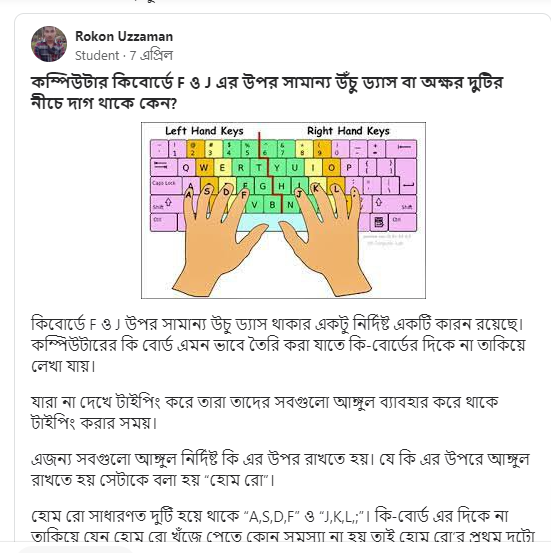 Rokon Uzzaman
Student · 7 এপ্রিল
কম্পিউটার কিবোর্ডে F ও J এর উপর সামান্য উঁচু ড্যাস বা অক্ষর দুটির
নীচে দাগ থাকে কেন?
Left Hand Keys Right Hand Keys
Q W E R T Y U I O P
Caps Lock A S D F G H J K L ;
Shift V B N Shift
Ctrl Ctrl
কিবোর্ডে F ও J উপর সামান্য উচু ড্যাস থাকার একটু নির্দিষ্ট একটি কারন রয়েছে।
কম্পিউটারের কি বোর্ড এমন ভাবে তৈরি করা যাতে কি-বোর্ডের দিকে না তাকিয়ে
লেখা যায়।
যারা না দেখে টাইপিং করে তারা তাদের সবগুলো আঙ্গুল ব্যাবহার করে থাকে
টাইপিং করার সময়।
এজন্য সবগুলো আঙ্গুল নির্দিষ্ট কি এর উপর রাখতে হয়। যে কি এর উপরে আঙ্গুল
রাখতে হয় সেটাকে বলা হয় “হোম রো”।
হোম রো সাধারণত দুটি হয়ে থাকে “A,S,D,F” ও “J,K,L,;”। কি-বোর্ড এর দিকে না
তাকিয়ে যেন হোম রো খুঁজে পেতে কোন সমস্যা না হয় তাই হোম রো'র প্রথম দুটো